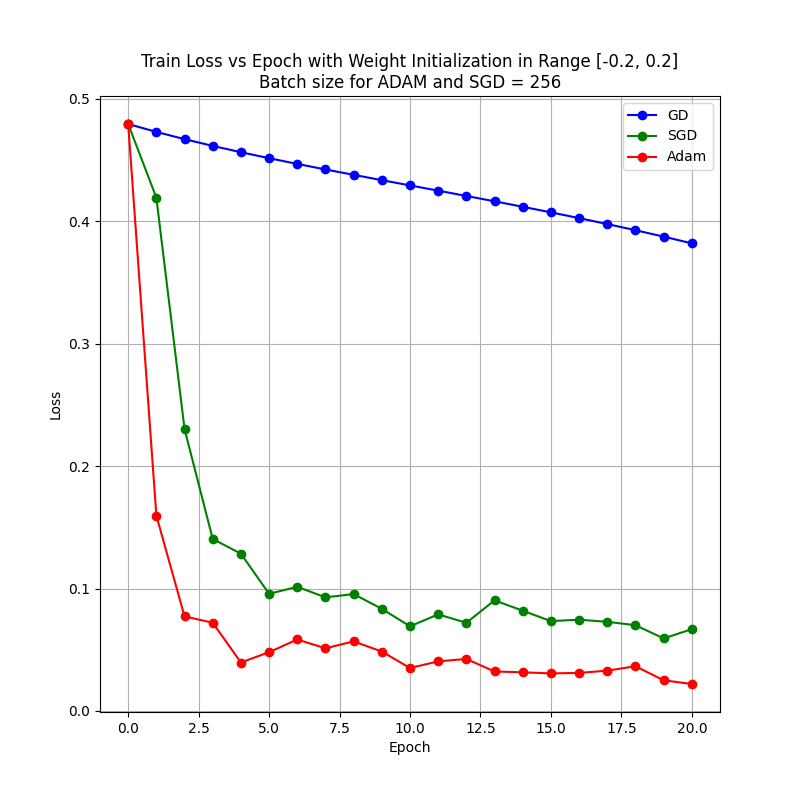 Train Loss vs Epoch with Weight Initialization in Range [-0.2, 0.2]
Batch size for ADAM and SGD = 256
GD
SGD
Adam
Loss
0.5
0.4
0.3
0.2
0.1
0.0
0.0 2.5 5.0 7.5 10.0 12.5 15.0 17.5 20.0
Epoch